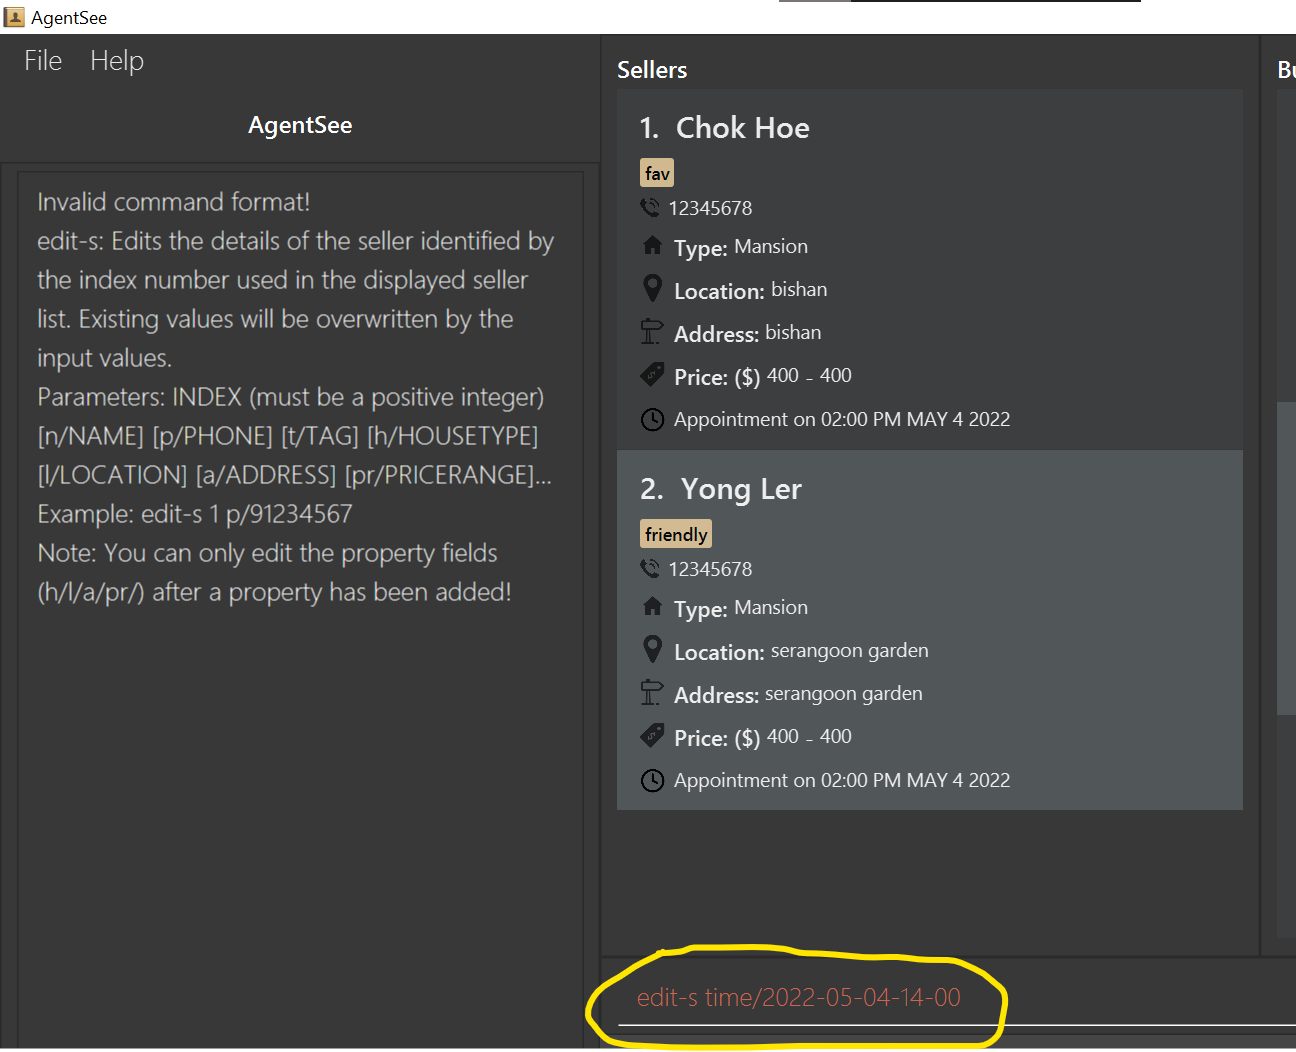 AgentSee
File Help
AgentSee
Invalid command format!
edit-s: Edits the details of the seller identified by
the index number used in the displayed seller
list. Existing values will be overwritten by the
input values.
Parameters: INDEX (must be a positive integer)
[n/NAME] [p/PHONE] [t/TAG] [h/HOUSETYPE]
[l/LOCATION] [a/ADDRESS] [pr/PRICERANGE]...
Example: edit-s 1 p/91234567
Note: You can only edit the property fields
(h/l/a/pr/) after a property has been added!
Sellers
1. Chok Hoe
fav
12345678
Type: Mansion
Location: bishan
Address: bishan
Price: ($) 400 - 400
Appointment on 02:00 PM MAY 4 2022
2. Yong Ler
friendly
12345678
Type: Mansion
Location: serangoon garden
Address: serangoon garden
Price: ($) 400 - 400
Appointment on 02:00 PM MAY 4 2022
edit-s time/2022-05-04-14-00